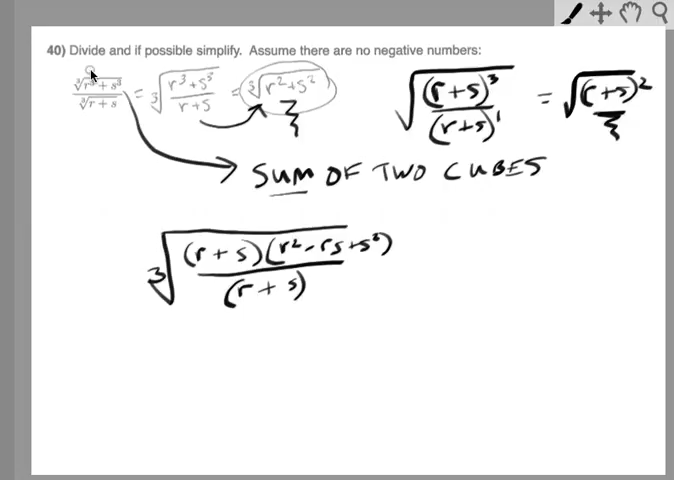 40) Divide and if possible simplify. Assume there are no negative numbers:
∛(r³ + s³) / ∛(r + s) = ∛((r³ + s³) / (r + s)) = ∛(r² + s²)
√((r + s)³ / (r + s)¹) = √(r + s)²
SUM OF TWO CUBES
∛((r + s)(r² - rs + s²) / (r + s))